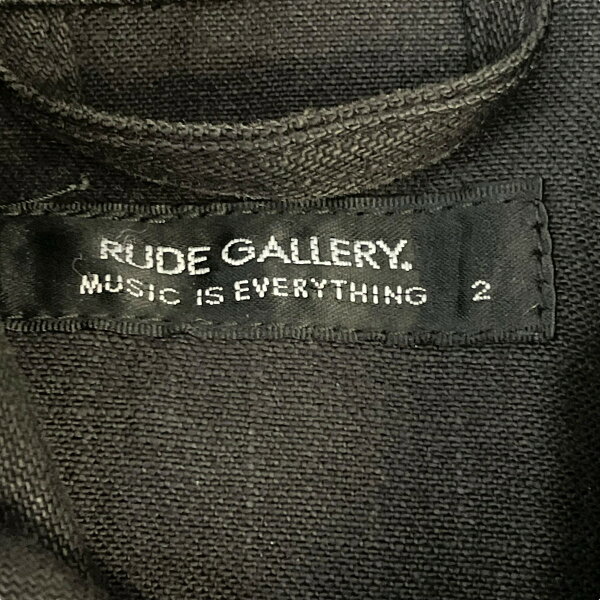 RUDE GALLERY.
MUSIC IS EVERYTHING 2